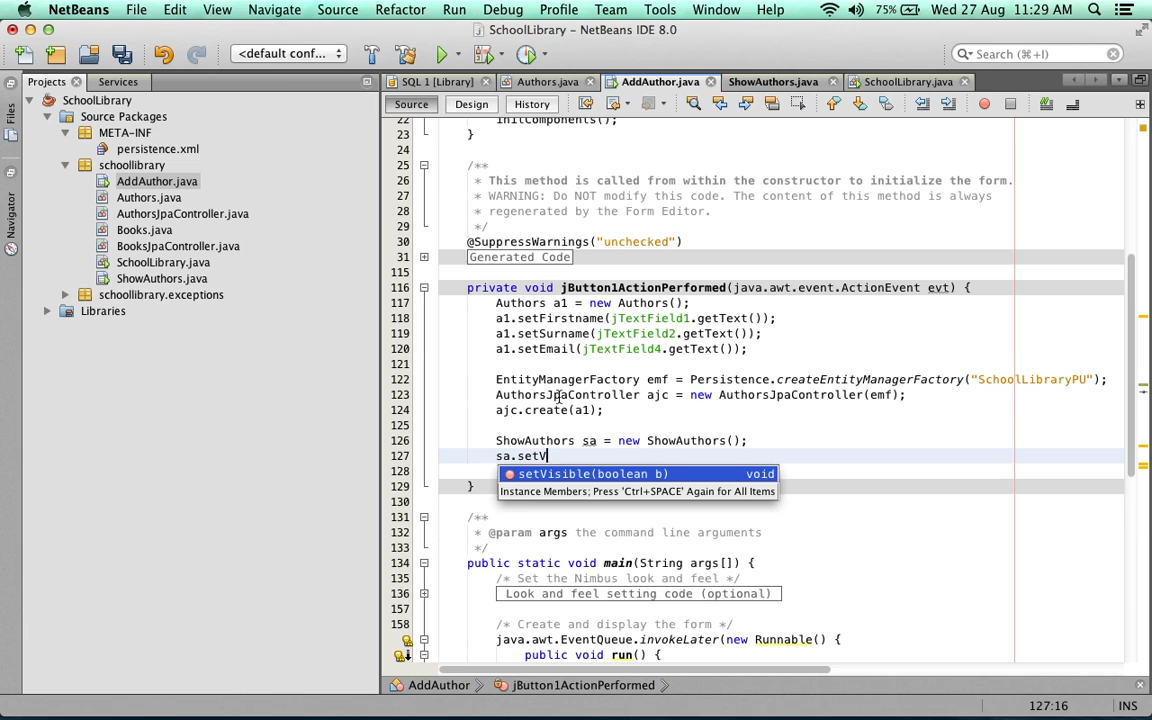 NetBeans File Edit View Navigate Source Refactor Run Debug Profile Team Tools Window Help 75% Wed 27 Aug 11:29 AM
SchoolLibrary – NetBeans IDE 8.0
<default conf... Search (⌘+I)
Projects Services SQL 1 [Library] Authors.java AddAuthor.java ShowAuthors.java SchoolLibrary.java
Files
Navigator
SchoolLibrary
Source Packages
META-INF
persistence.xml
schoollibrary
AddAuthor.java
Authors.java
AuthorsJpaController.java
Books.java
BooksJpaController.java
SchoolLibrary.java
ShowAuthors.java
schoollibrary.exceptions
Libraries
Source Design History
22 initComponents();
23 }
24
25 /**
26 * This method is called from within the constructor to initialize the form.
27 * WARNING: Do NOT modify this code. The content of this method is always
28 * regenerated by the Form Editor.
29 */
30 @SuppressWarnings("unchecked")
31 Generated Code
115
116 private void jButton1ActionPerformed(java.awt.event.ActionEvent evt) {
117 Authors a1 = new Authors();
118 a1.setFirstname(jTextField1.getText());
119 a1.setSurname(jTextField2.getText());
120 a1.setEmail(jTextField4.getText());
121
122 EntityManagerFactory emf = Persistence.createEntityManagerFactory("SchoolLibraryPU");
123 AuthorsJpaController ajc = new AuthorsJpaController(emf);
124 ajc.create(a1);
125
126 ShowAuthors sa = new ShowAuthors();
127 sa.setV
128 setVisible(boolean b) void
Instance Members; Press 'Ctrl+SPACE' Again for All Items
129 }
130
131 /**
132 * @param args the command line arguments
133 */
134 public static void main(String args[]) {
135 /* Set the Nimbus look and feel */
136 Look and feel setting code (optional)
157
158 /* Create and display the form */
java.awt.EventQueue.invokeLater(new Runnable() {
public void run() {
AddAuthor jButton1ActionPerformed
127:16 INS